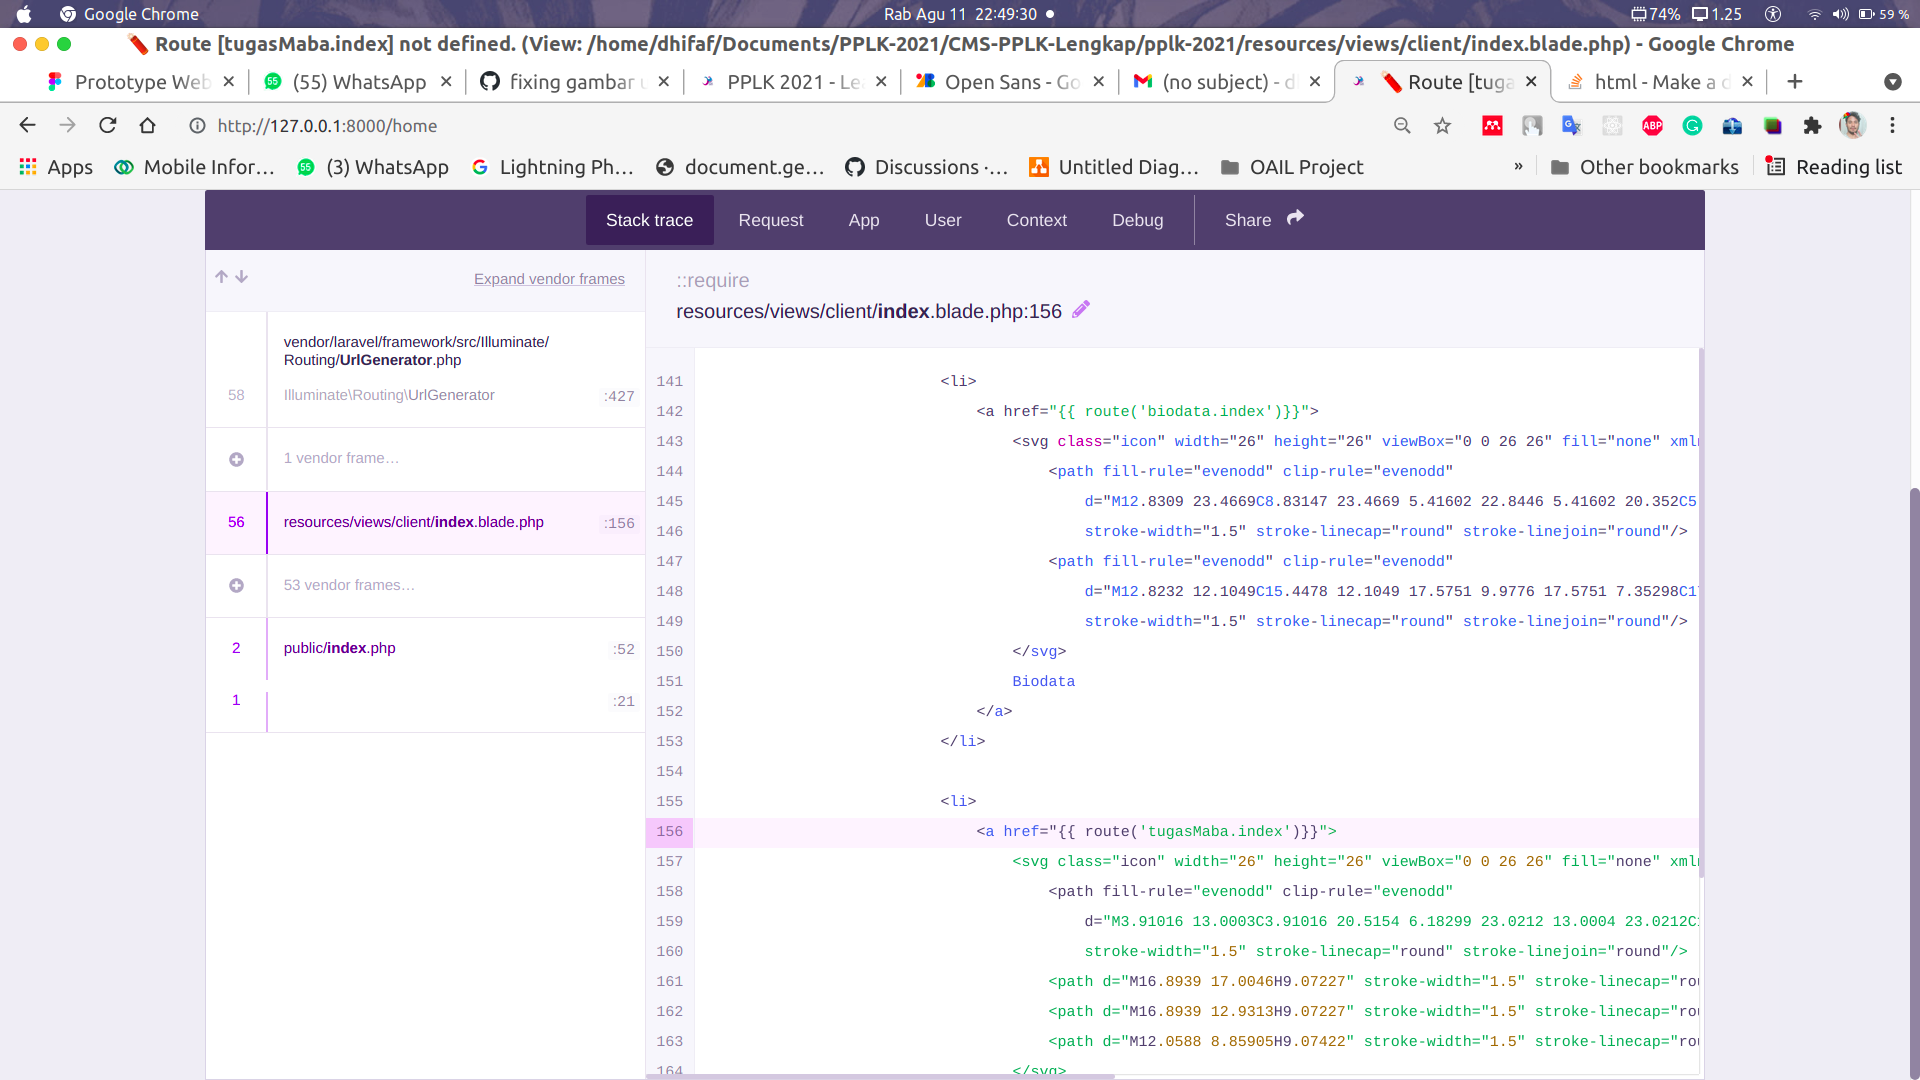 Google Chrome
Rab Agu 11 22:49:30
74% 1.25 59 %
Route [tugasMaba.index] not defined. (View: /home/dhifaf/Documents/PPLK-2021/CMS-PPLK-Lengkap/pplk-2021/resources/views/client/index.blade.php) - Google Chrome
Prototype Web
(55) WhatsApp
fixing gambar u
PPLK 2021 - Le
Open Sans - Go
(no subject) - d
Route [tuga
html - Make a d
http://127.0.0.1:8000/home
ABP
Apps
Mobile Infor…
(3) WhatsApp
Lightning Ph…
document.ge…
Discussions ·…
Untitled Diag…
OAIL Project
»
Other bookmarks
Reading list
Stack trace
Request
App
User
Context
Debug
Share
Expand vendor frames
vendor/laravel/framework/src/Illuminate/
Routing/UrlGenerator.php
58 Illuminate\Routing\UrlGenerator :427
1 vendor frame…
56 resources/views/client/index.blade.php :156
53 vendor frames…
2 public/index.php :52
1 :21
::require
resources/views/client/index.blade.php:156
141 <li>
142 <a href="{{ route('biodata.index')}}">
143 <svg class="icon" width="26" height="26" viewBox="0 0 26 26" fill="none" xml
144 <path fill-rule="evenodd" clip-rule="evenodd"
145 d="M12.8309 23.4669C8.83147 23.4669 5.41602 22.8446 5.41602 20.352C5
146 stroke-width="1.5" stroke-linecap="round" stroke-linejoin="round"/>
147 <path fill-rule="evenodd" clip-rule="evenodd"
148 d="M12.8232 12.1049C15.4478 12.1049 17.5751 9.9776 17.5751 7.35298C1
149 stroke-width="1.5" stroke-linecap="round" stroke-linejoin="round"/>
150 </svg>
151 Biodata
152 </a>
153 </li>
154
155 <li>
156 <a href="{{ route('tugasMaba.index')}}">
157 <svg class="icon" width="26" height="26" viewBox="0 0 26 26" fill="none" xml
158 <path fill-rule="evenodd" clip-rule="evenodd"
159 d="M3.91016 13.0003C3.91016 20.5154 6.18299 23.0212 13.0004 23.0212C
160 stroke-width="1.5" stroke-linecap="round" stroke-linejoin="round"/>
161 <path d="M16.8939 17.0046H9.07227" stroke-width="1.5" stroke-linecap="ro
162 <path d="M16.8939 12.9313H9.07227" stroke-width="1.5" stroke-linecap="ro
163 <path d="M12.0588 8.85905H9.07422" stroke-width="1.5" stroke-linecap="ro
164 </svg>